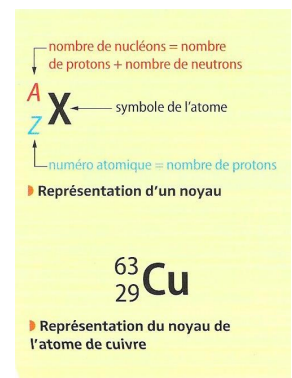 nombre de nucléons = nombre
de protons + nombre de neutrons
A
X
symbole de l'atome
Z
numéro atomique = nombre de protons
Représentation d'un noyau
63
29
Cu
Représentation du noyau de
l'atome de cuivre